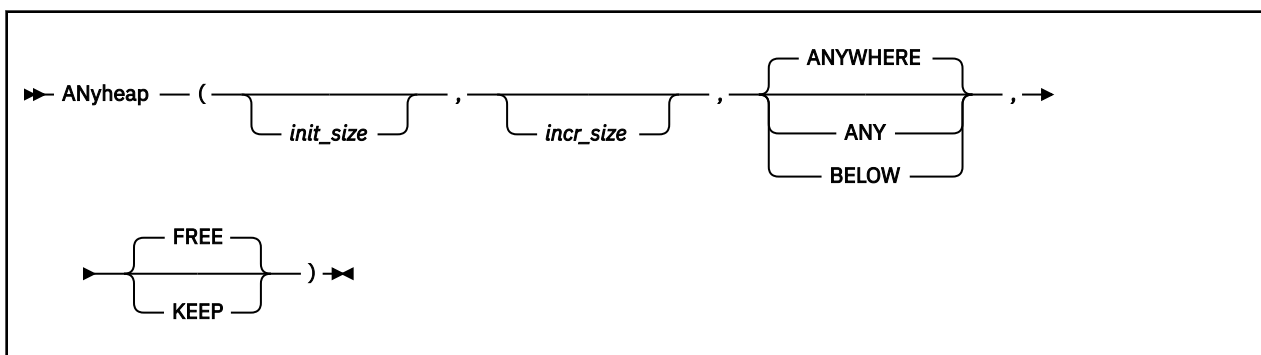 ANYWHERE
ANyheap ( , , ,
init_size incr_size ANY
BELOW
FREE
)
KEEP